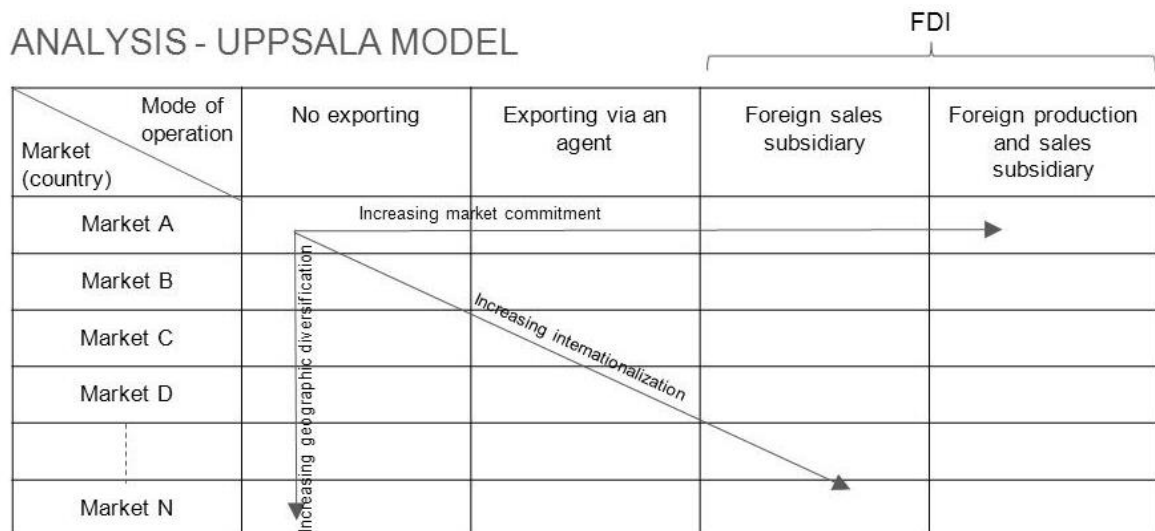 ANALYSIS - UPPSALA MODEL
FDI
Mode of
operation
Market
(country)
No exporting
Exporting via an
agent
Foreign sales
subsidiary
Foreign production
and sales
subsidiary
Market A
Increasing market commitment
Market B
Market C
Market D
Market N
Increasing geographic diversification
Increasing internationalization